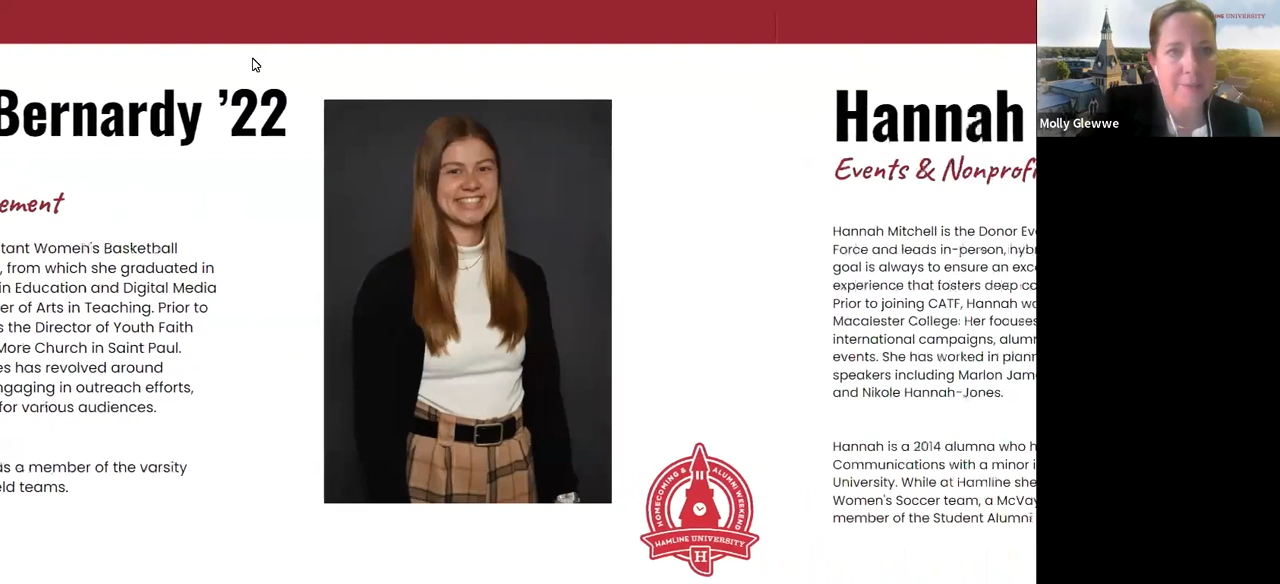 Bernardy ’22
ement
tant Women's Basketball
, from which she graduated in
in Education and Digital Media
er of Arts in Teaching. Prior to
s the Director of Youth Faith
More Church in Saint Paul.
es has revolved around
ngaging in outreach efforts,
for various audiences.
as a member of the varsity
eld teams.
HOMECOMING & ALUMNI WEEKEND
HAMLINE UNIVERSITY
H
Hannah
Events & Nonprofi
Hannah Mitchell is the Donor Eve
Force and leads in-person, hybr
goal is always to ensure an exc
experience that fosters deep co
Prior to joining CATF, Hannah wo
Macalester College. Her focuses
international campaigns, alumn
events. She has worked in plann
speakers including Marlon Jam
and Nikole Hannah-Jones.
Hannah is a 2014 alumna who h
Communications with a minor i
University. While at Hamline she
Women's Soccer team, a McVay
member of the Student Alumni
UNIVERSITY
Molly Glewwe